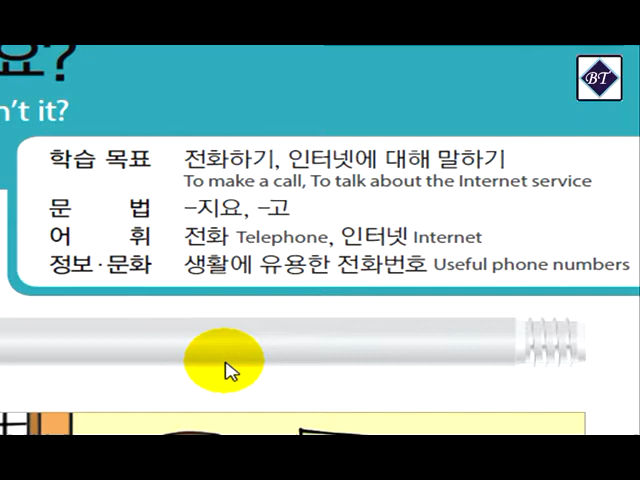 요?
n't it?
BT
학습 목표 전화하기, 인터넷에 대해 말하기
To make a call, To talk about the Internet service
문 법 –지요, –고
어 휘 전화 Telephone, 인터넷 Internet
정보·문화 생활에 유용한 전화번호 Useful phone numbers